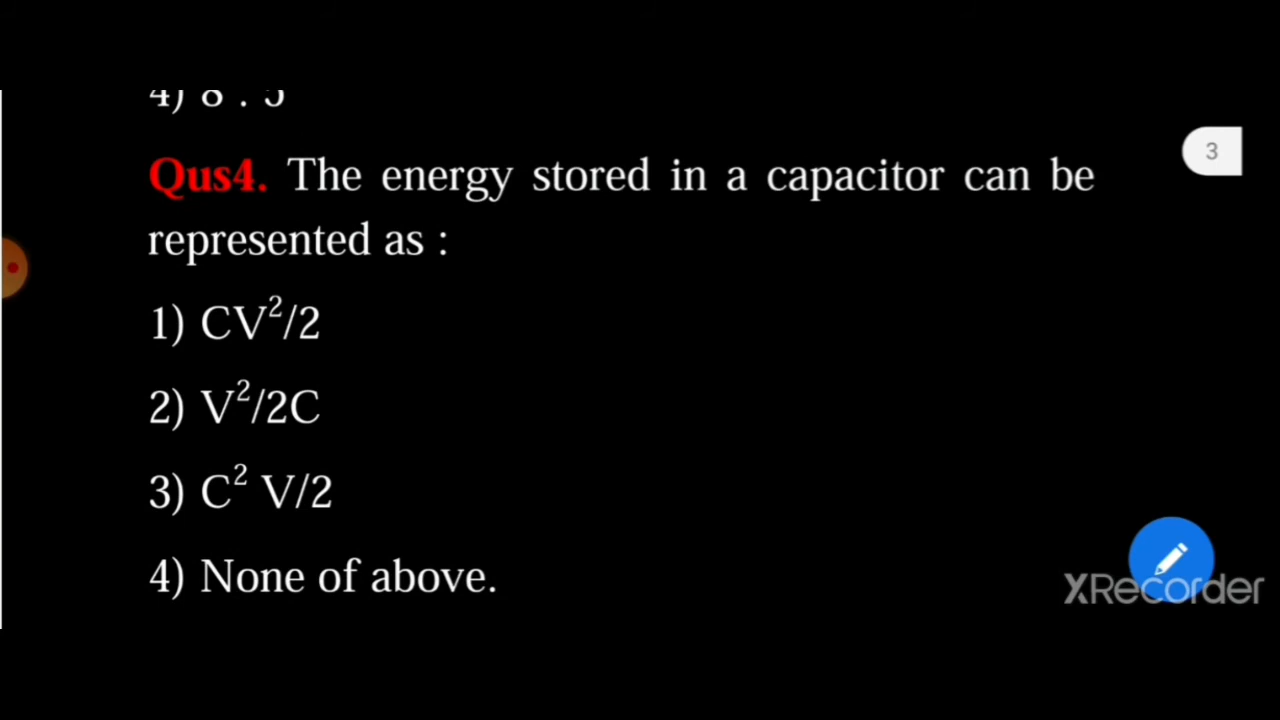 3
Qus4. The energy stored in a capacitor can be
represented as :
1) CV²/2
2) V²/2C
3) C² V/2
4) None of above.
XRecorder